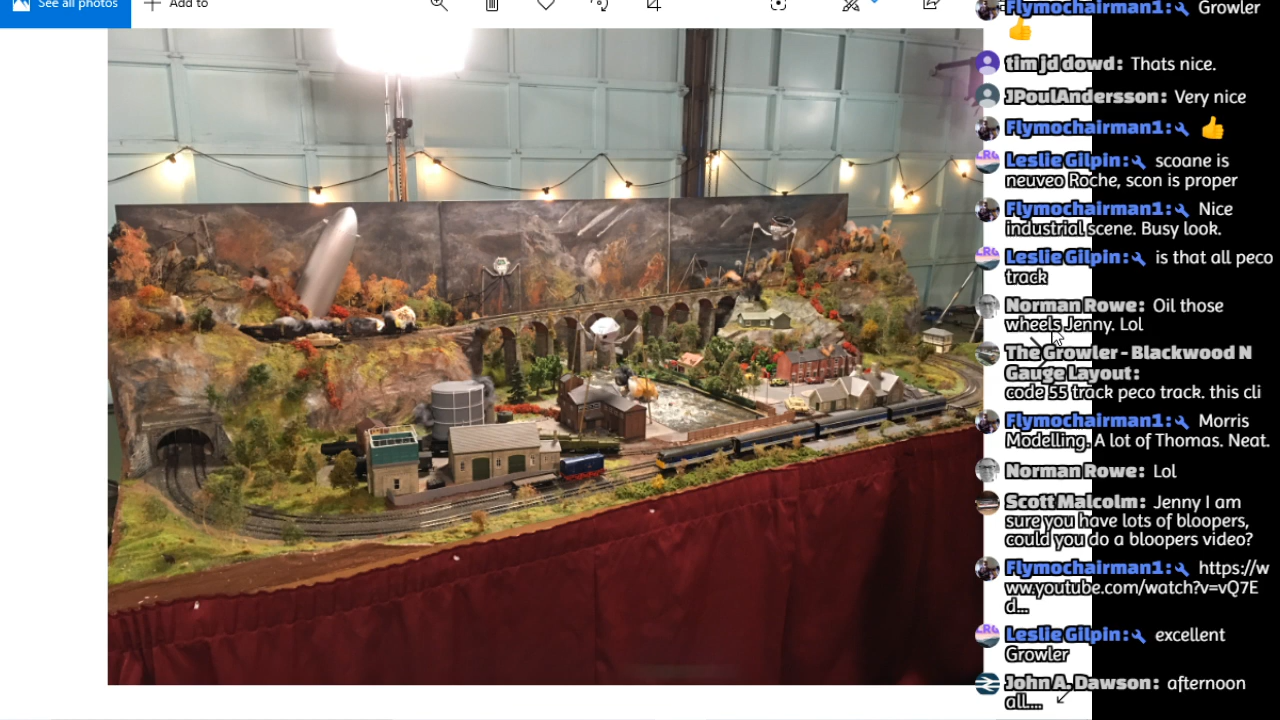 See all photos
Add to
Flymochairman1: Growler
👍
tim jd dowd: Thats nice.
JPoulAndersson: Very nice
Flymochairman1: 👍
Leslie Gilpin: scoane is
neuveo Roche, scon is proper
Flymochairman1: Nice
industrial scene. Busy look.
Leslie Gilpin: is that all peco
track
Norman Rowe: Oil those
wheels Jenny. Lol
The Growler - Blackwood N
Gauge Layout:
code 55 track peco track. this cli
Flymochairman1: Morris
Modelling. A lot of Thomas. Neat.
Norman Rowe: Lol
Scott Malcolm: Jenny I am
sure you have lots of bloopers,
could you do a bloopers video?
Flymochairman1: https://w
ww.youtube.com/watch?v=vQ7E
d...
Leslie Gilpin: excellent
Growler
John A. Dawson: afternoon
all....